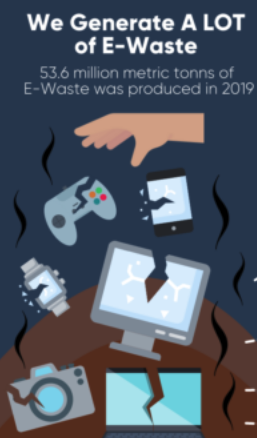 We Generate A LOT
of E-Waste
53.6 million metric tonns of
E-Waste was produced in 2019